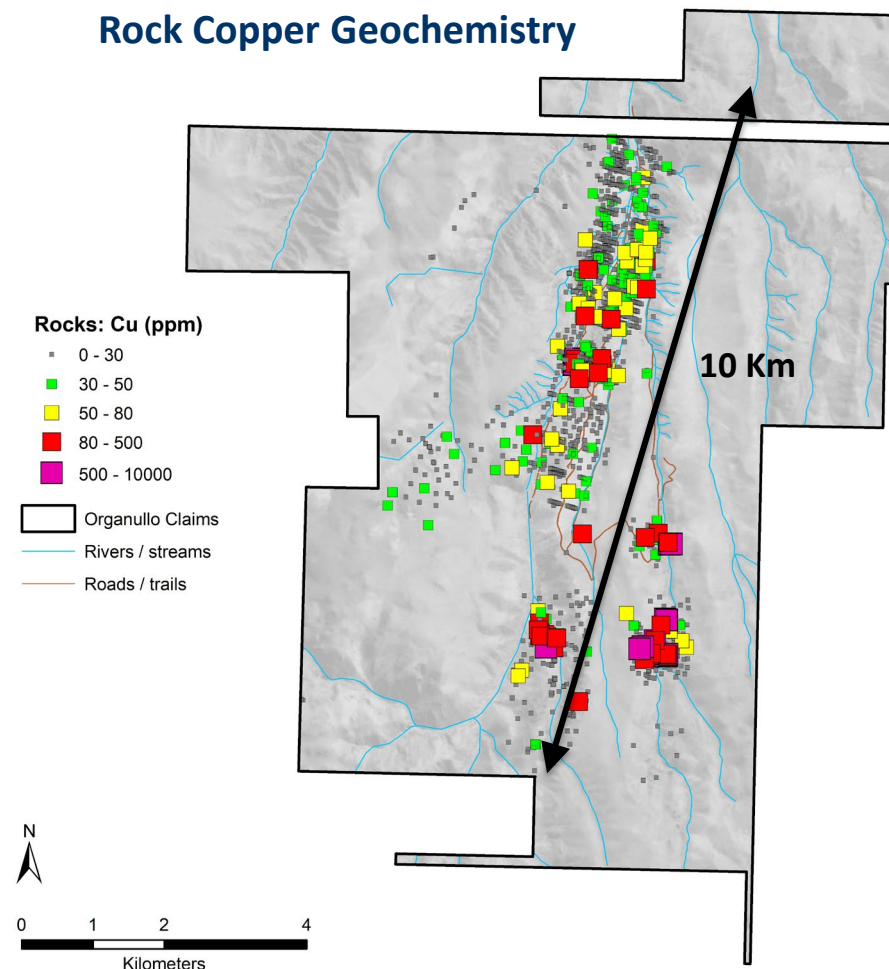 Rock Copper Geochemistry
10 Km
Rocks: Cu (ppm)
0 - 30
30 - 50
50 - 80
80 - 500
500 - 10000
Organullo Claims
Rivers / streams
Roads / trails
N
0 1 2 4
Kilometers